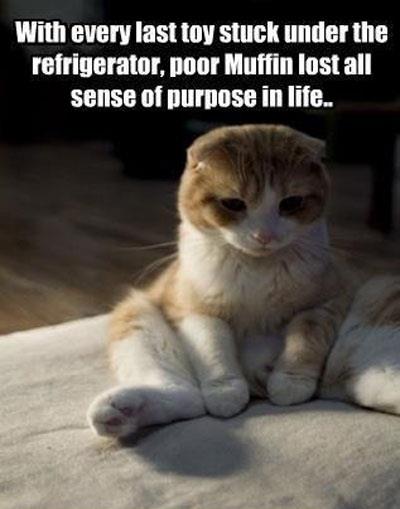 With every last toy stuck under the
refrigerator, poor Muffin lost all
sense of purpose in life..